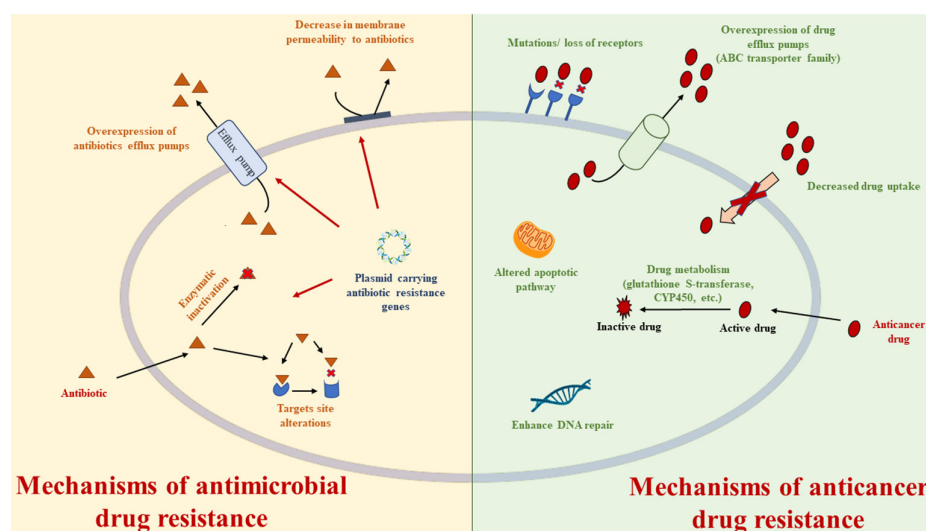 Decrease in membrane
permeability to antibiotics
Overexpression of
antibiotics efflux pumps
Efflux pump
Enzymatic
inactivation
Plasmid carrying
antibiotic resistance
genes
Antibiotic
Targets site
alterations
Mechanisms of antimicrobial
drug resistance
Mutations/ loss of receptors
Overexpression of drug
efflux pumps
(ABC transporter family)
Decreased drug uptake
Altered apoptotic
pathway
Drug metabolism
(glutathione S-transferase,
CYP450, etc.)
Inactive drug
Active drug
Anticancer
drug
Enhance DNA repair
Mechanisms of anticancer
drug resistance